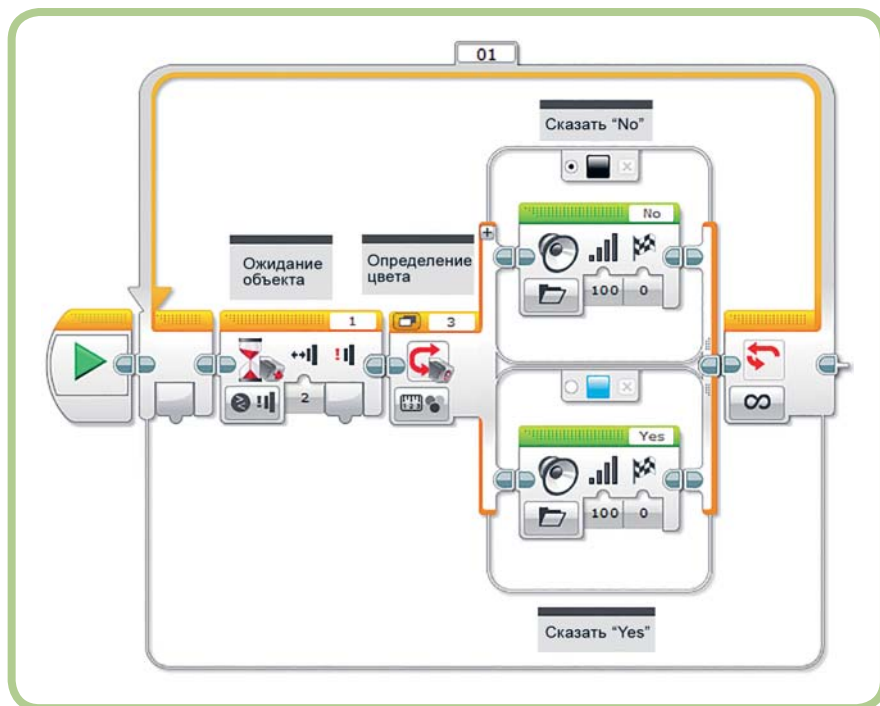 01
Сказать “No”
No
100 0
Ожидание
объекта
Определение
цвета
1
2
3
Yes
100 0
Сказать “Yes”